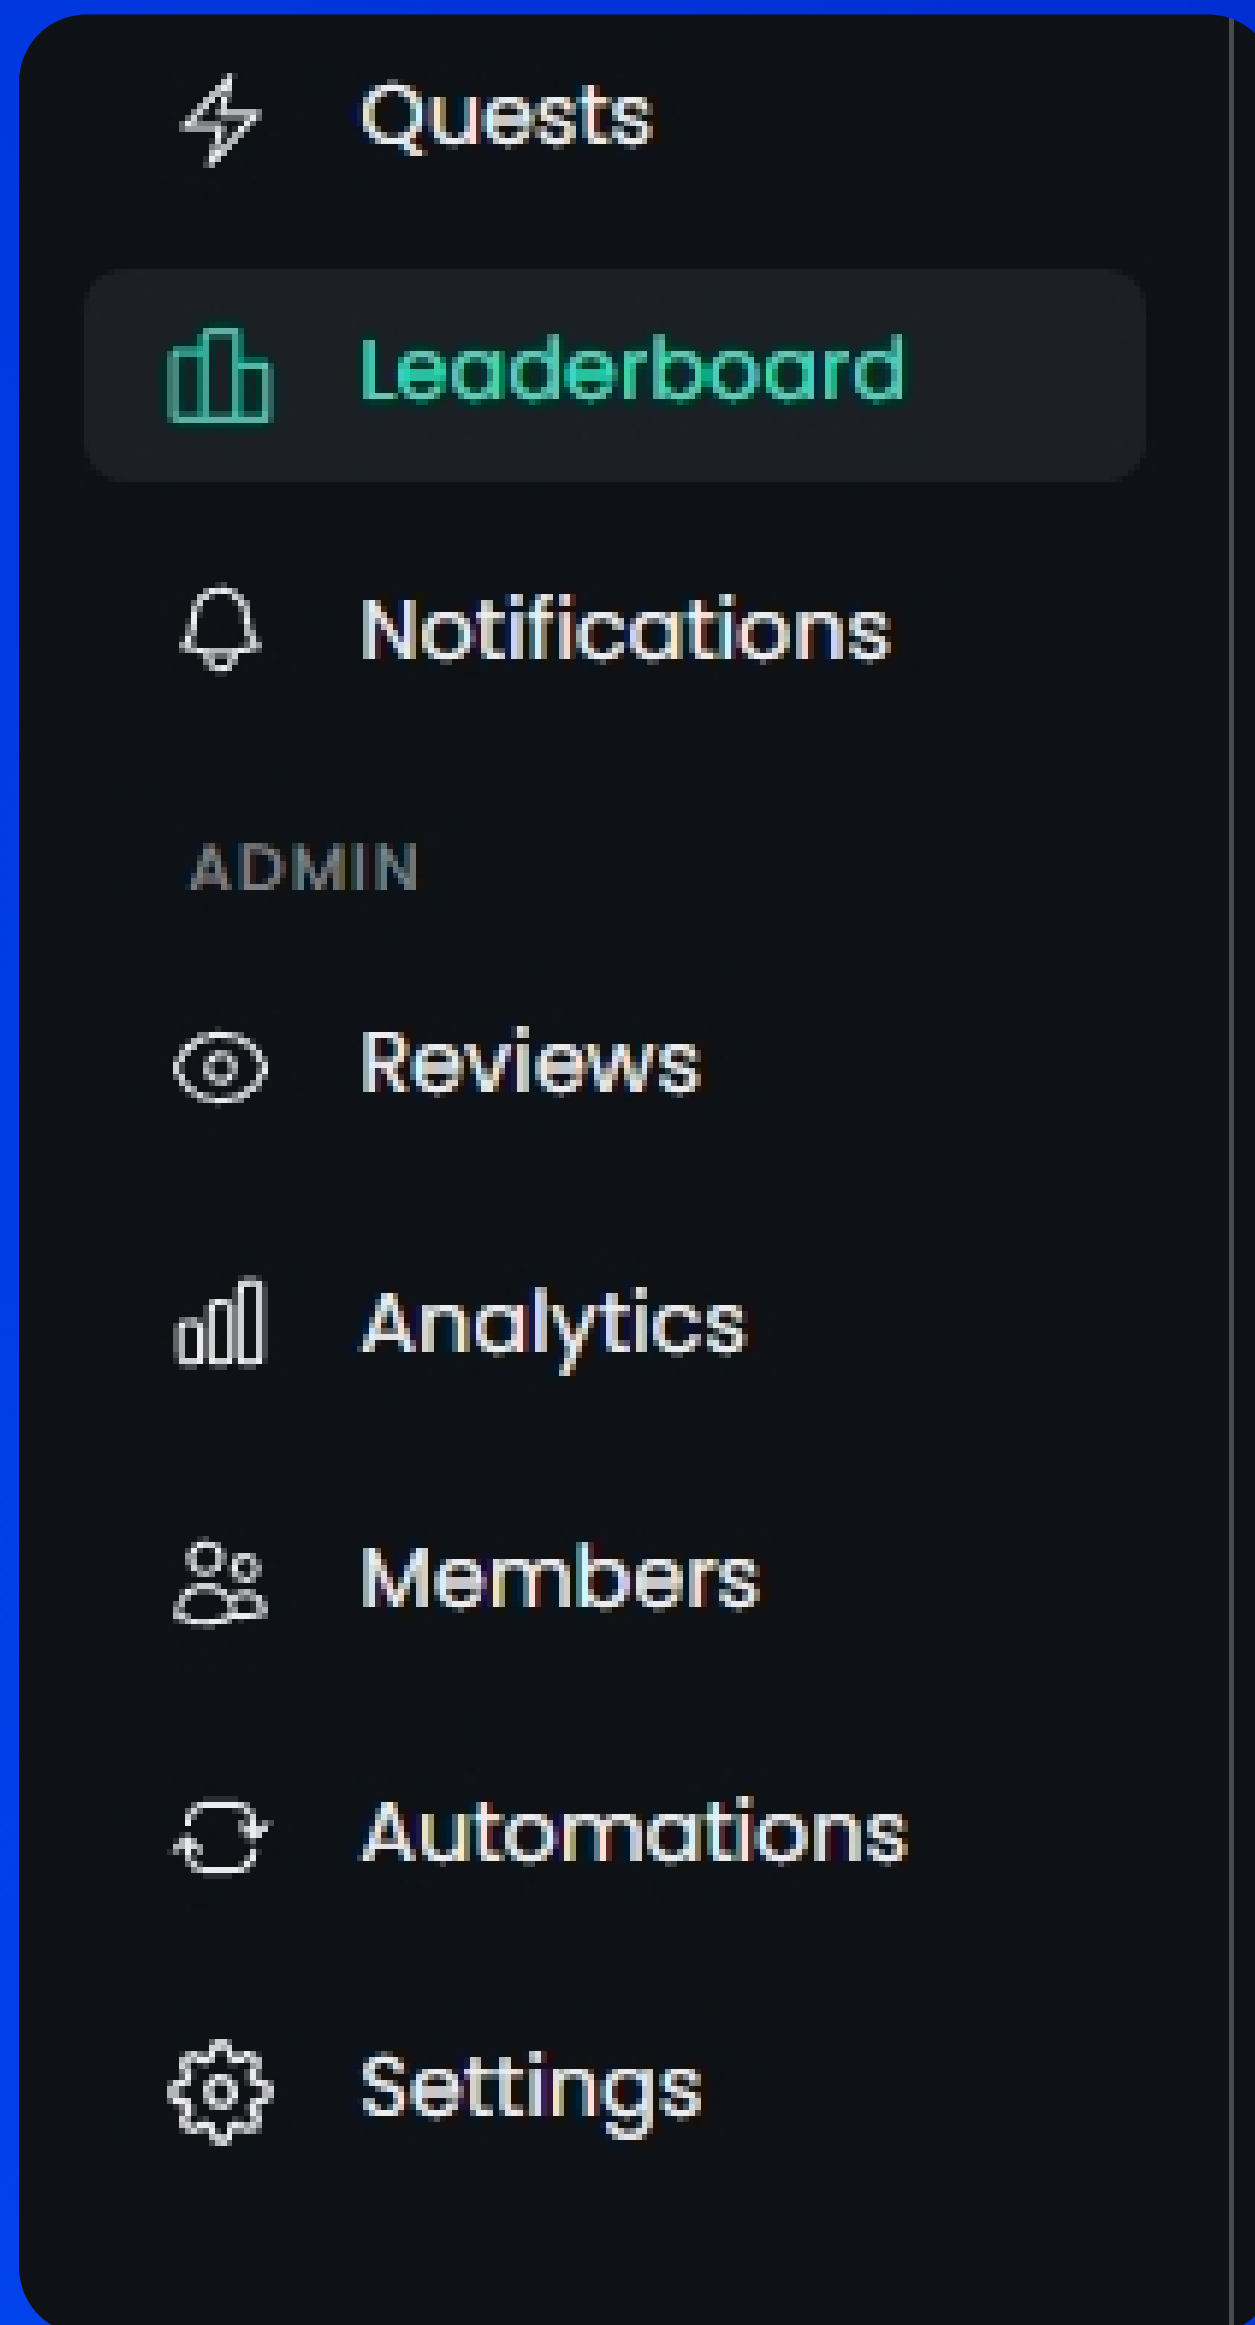 Quests
Leaderboard
Notifications
ADMIN
Reviews
Analytics
Members
Automations
Settings